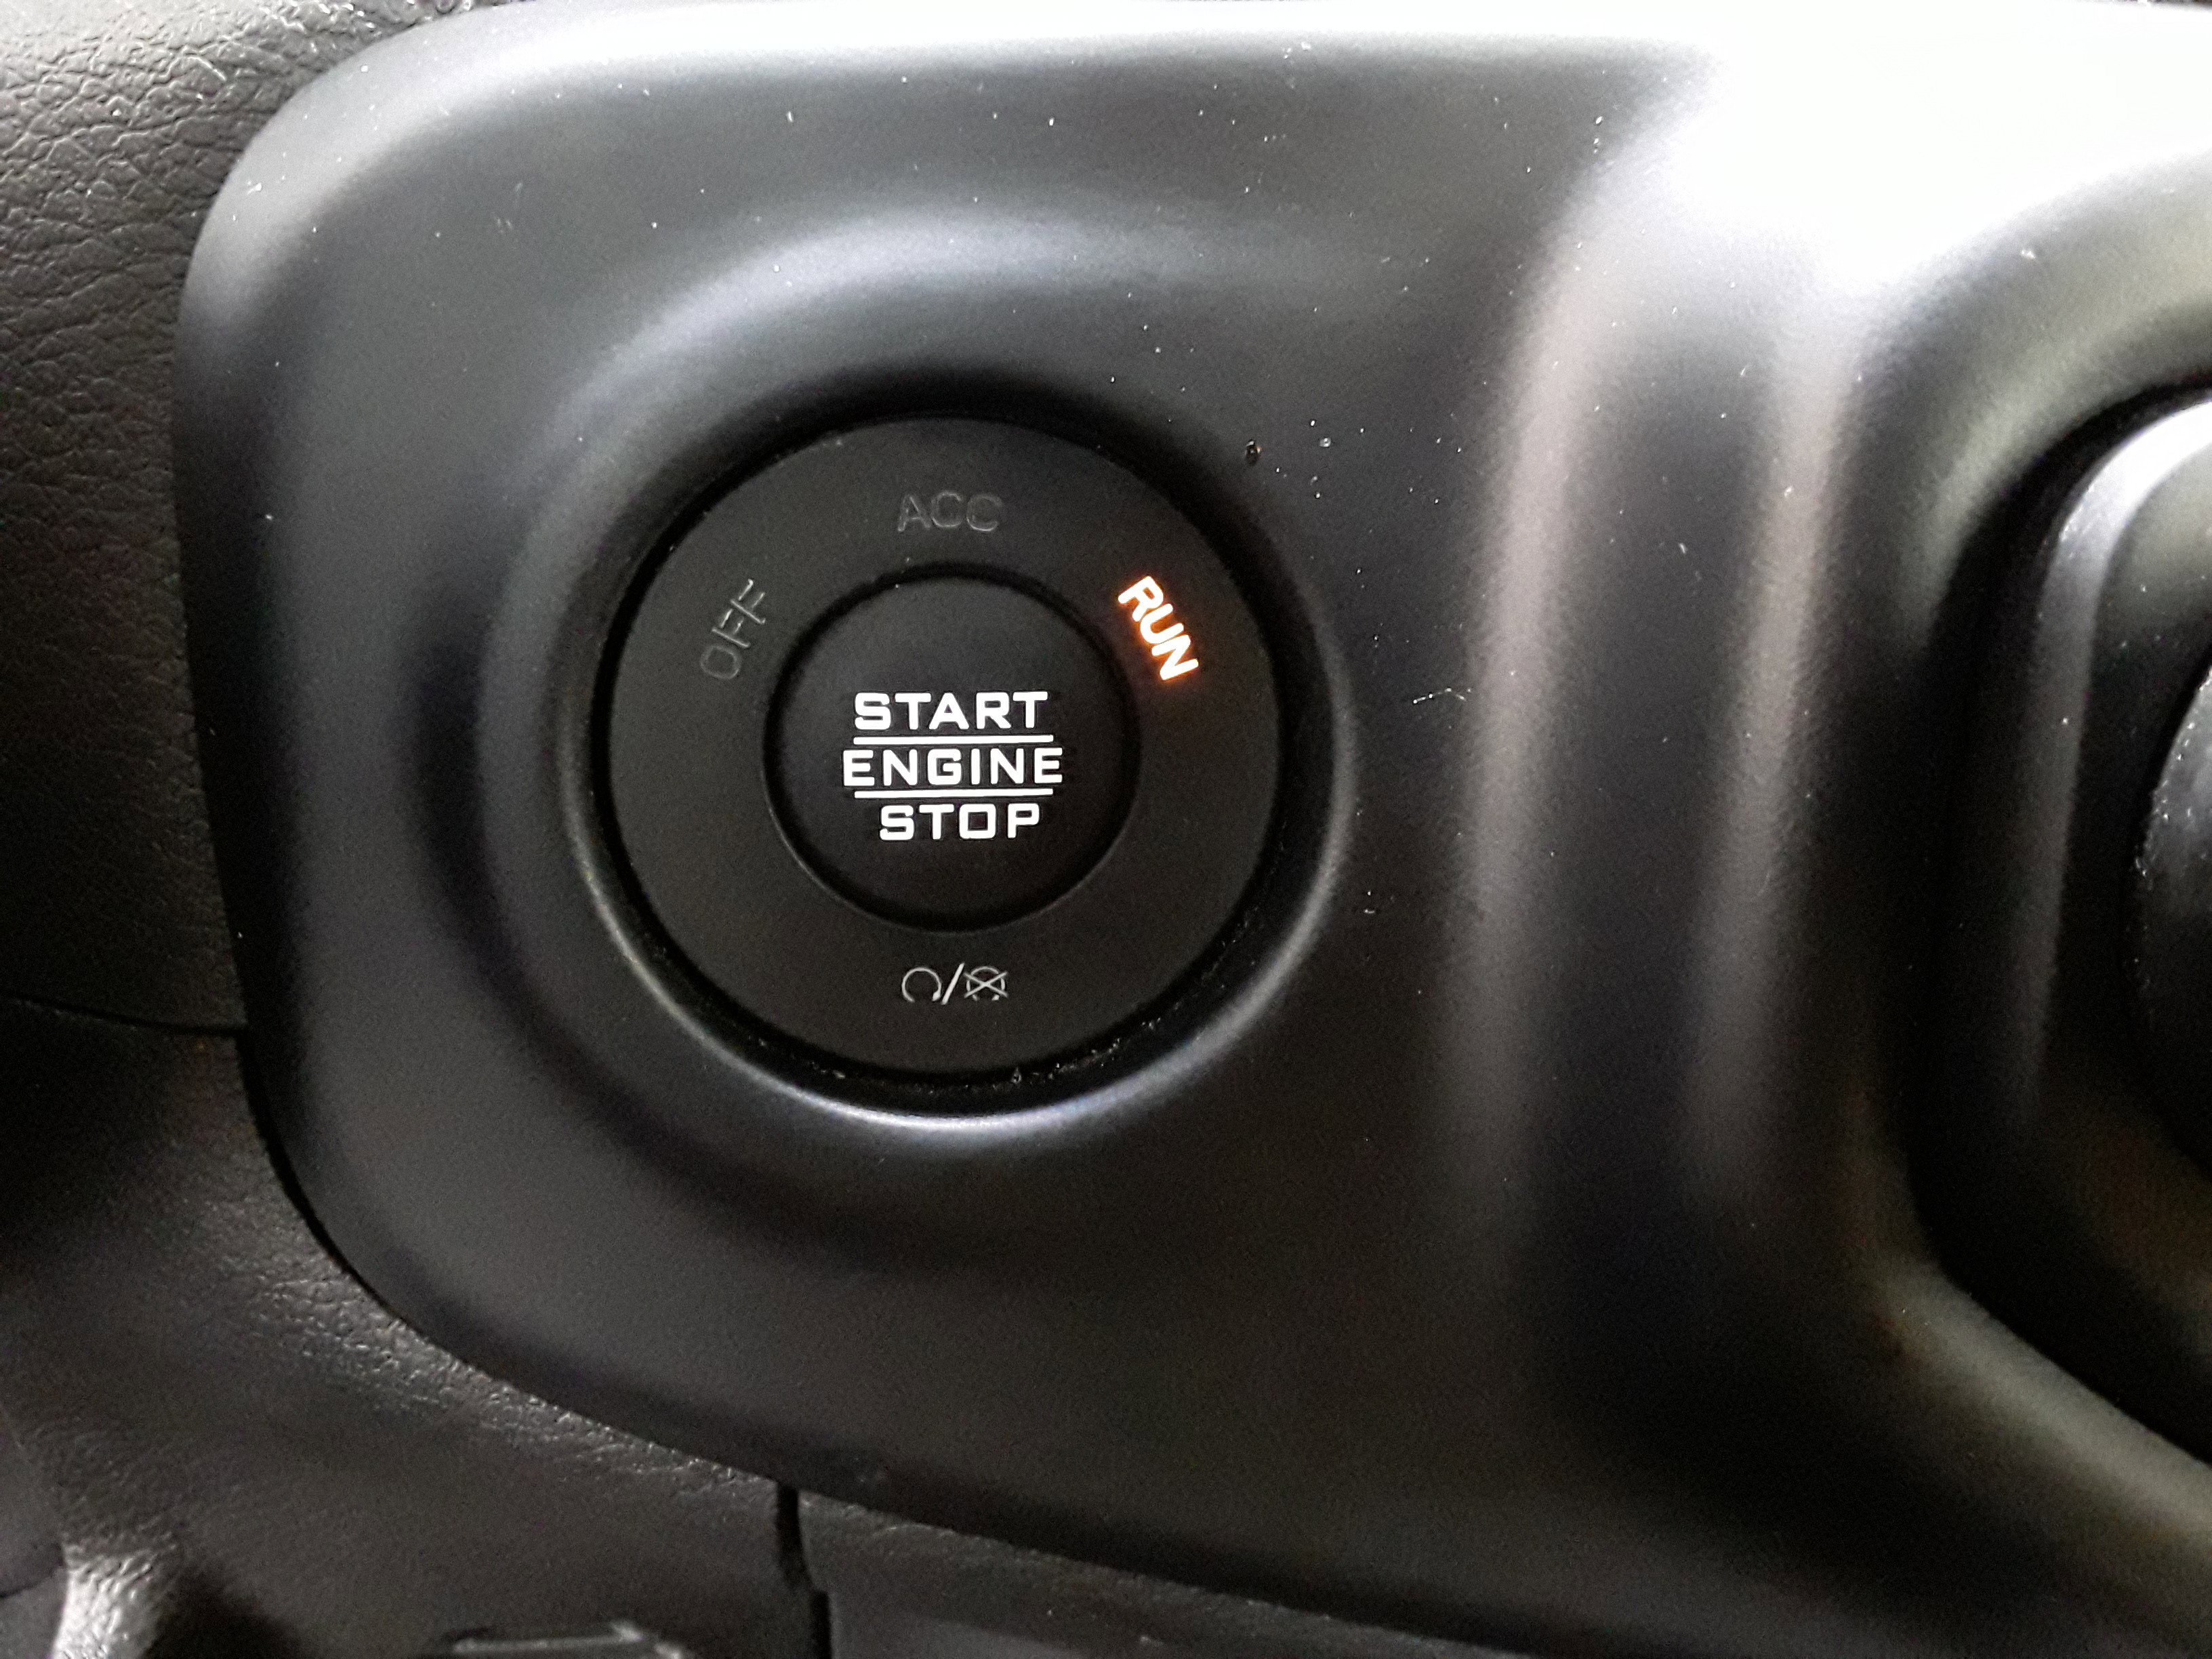 ACC
OFF
RUN
START
ENGINE
STOP